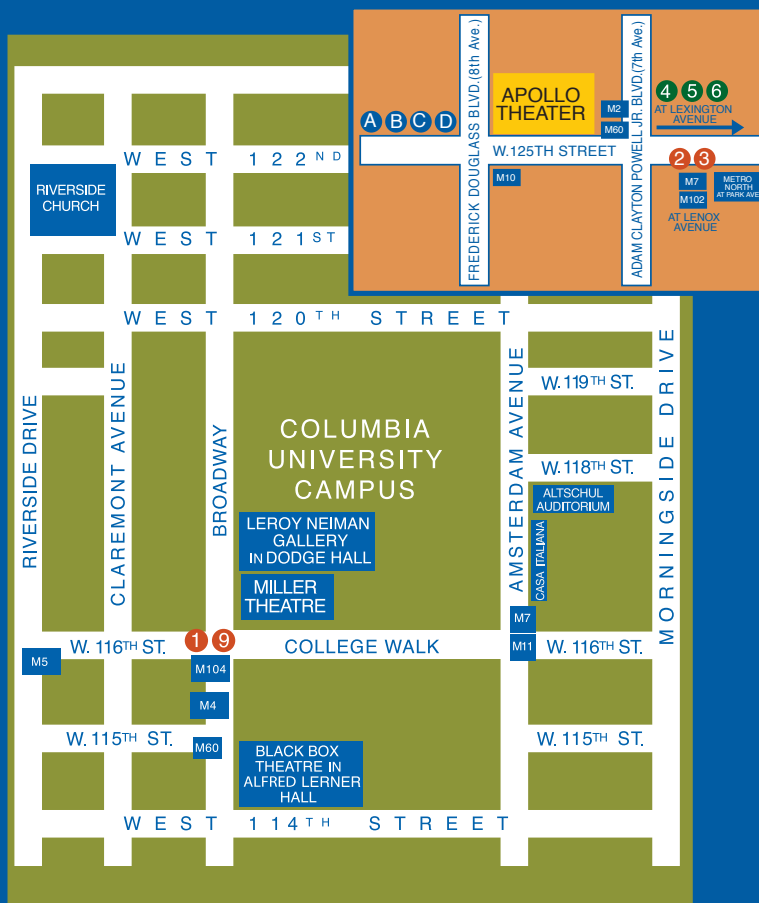 FREDERICK DOUGLASS BLVD.(8th Ave.)
ADAM CLAYTON POWELL JR. BLVD.(7th Ave.)
A B C D
APOLLO
THEATER
M2
M60
4 5 6
AT LEXINGTON
AVENUE
W.125TH STREET
2 3
M10
M7
M102
METRO
NORTH
AT PARK AVE
AT LENOX
AVENUE
WEST 122ND
RIVERSIDE
CHURCH
WEST 121ST
WEST 120TH STREET
RIVERSIDE DRIVE
CLAREMONT AVENUE
BROADWAY
AMSTERDAM AVENUE
MORNINGSIDE DRIVE
W. 119TH ST.
COLUMBIA
UNIVERSITY
CAMPUS
W. 118TH ST.
ALTSCHUL
AUDITORIUM
LEROY NEIMAN
GALLERY
IN DODGE HALL
CASA ITALIANA
MILLER
THEATRE
M7
1 9
W. 116TH ST.
COLLEGE WALK
M11
W. 116TH ST.
M5
M104
M4
W. 115TH ST.
M60
W. 115TH ST.
BLACK BOX
THEATRE IN
ALFRED LERNER
HALL
WEST 114TH STREET